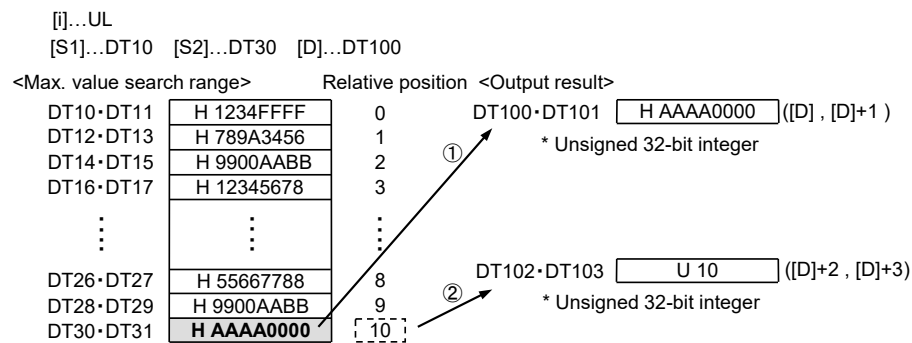 [i]…UL
[S1]…DT10 [S2]…DT30 [D]…DT100
<Max. value search range> Relative position <Output result>
DT10・DT11 H 1234FFFF 0 DT100・DT101 H AAAA0000 ([D] , [D]+1 )
DT12・DT13 H 789A3456 1 * Unsigned 32-bit integer
DT14・DT15 H 9900AABB 2 ①
DT16・DT17 H 12345678 3
⋮ ⋮ ⋮
DT26・DT27 H 55667788 8 DT102・DT103 U 10 ([D]+2 , [D]+3)
DT28・DT29 H 9900AABB 9 ② * Unsigned 32-bit integer
DT30・DT31 H AAAA0000 10